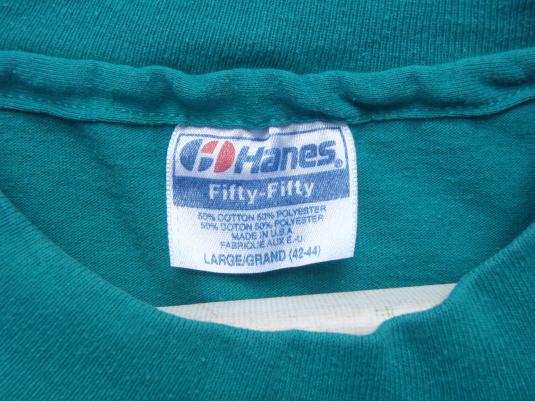 Hanes®
Fifty-Fifty
50% COTTON 50% POLYESTER
50% COTON 50% POLYESTER
MADE IN U.S.A.
FABRIQUE AUX É.-U.
LARGE/GRAND (42-44)